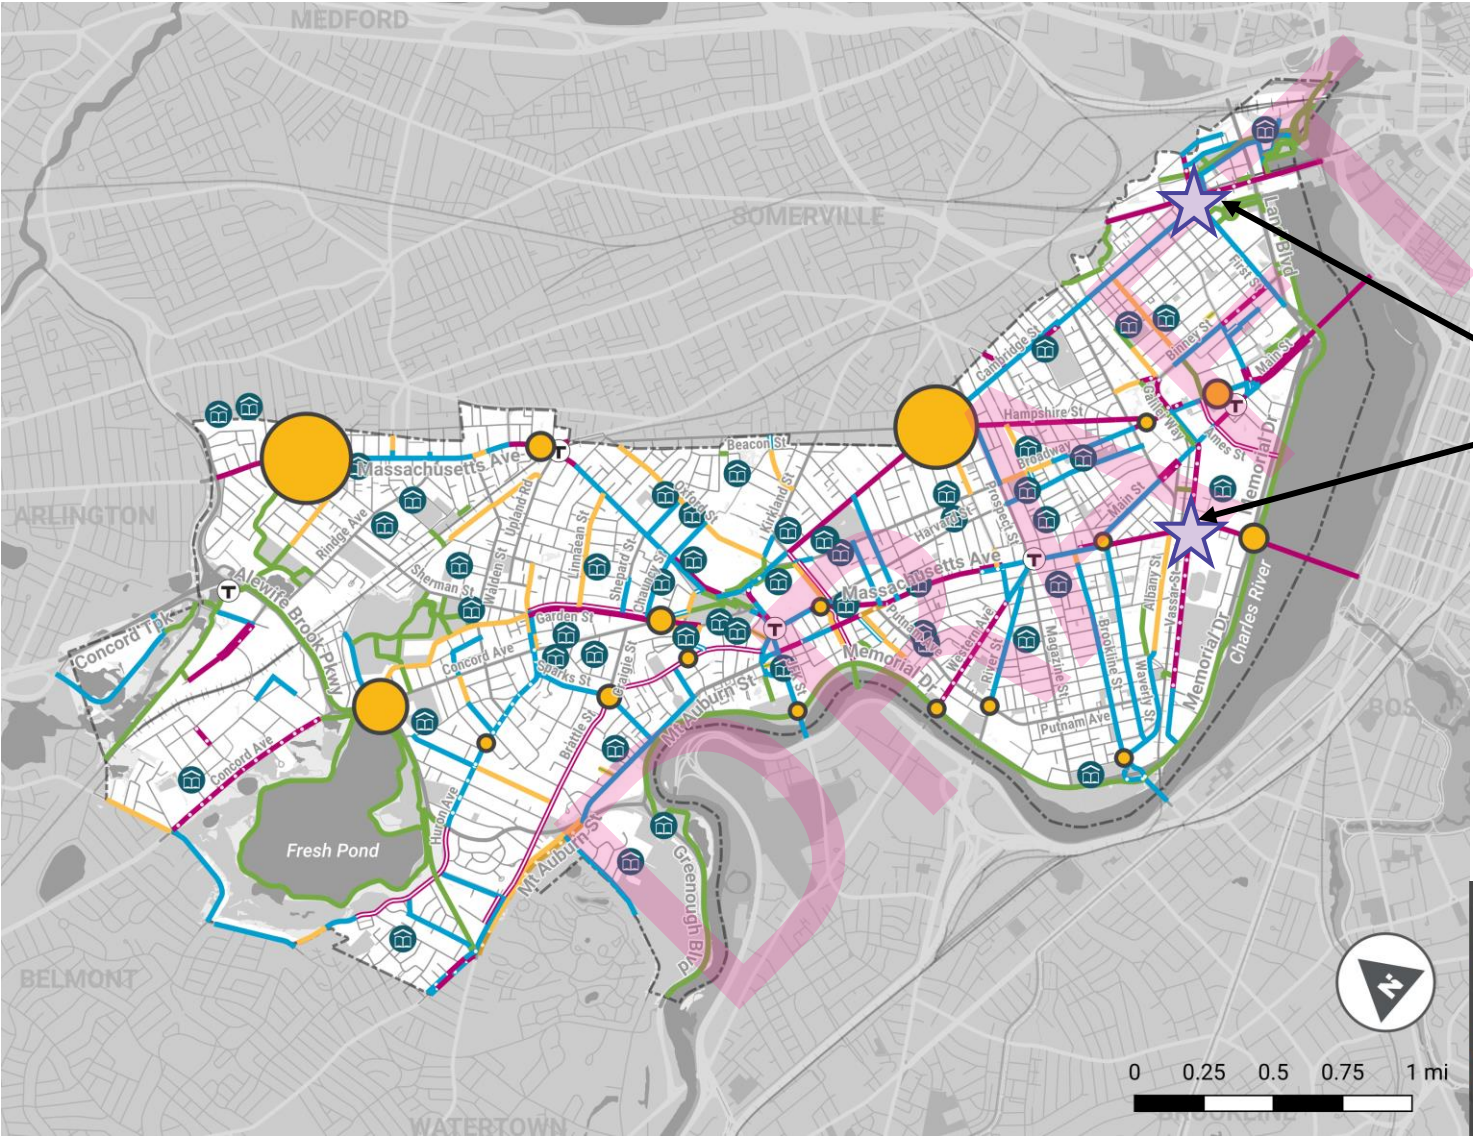 MEDFORD
SOMERVILLE
Land Blvd
First St
Cambridge St
Binney St
Main St
Hampshire St
Galilei Way
Broadway
Ames St
Memorial Dr
Beacon St
Massachusetts Ave
ARLINGTON
Rindge Ave
Upland Rd
Oxford St
Kirkland St
Harvard St
Prospect St
Main St
Linnaean St
Shepard St
Chauncy St
Walden St
Sherman St
Massachusetts Ave
Alewife Brook Pkwy
Concord Tpk
Garden St
Concord Ave
Sparks St
Craigie St
Putnam Ave
Western Ave
River St
Magazine St
Brookline St
Waverly St
Albany St
Vassar St
Memorial Dr
Charles River
Memorial Dr
JFK St
Mt Auburn St
Brattle St
Putnam Ave
BOS
Concord Ave
Huron Ave
Fresh Pond
Mt Auburn St
Greenough Blvd
BELMONT
WATERTOWN
BROOKLINE
N
0 0.25 0.5 0.75 1 mi
T
T
T
T
T
DRAFT